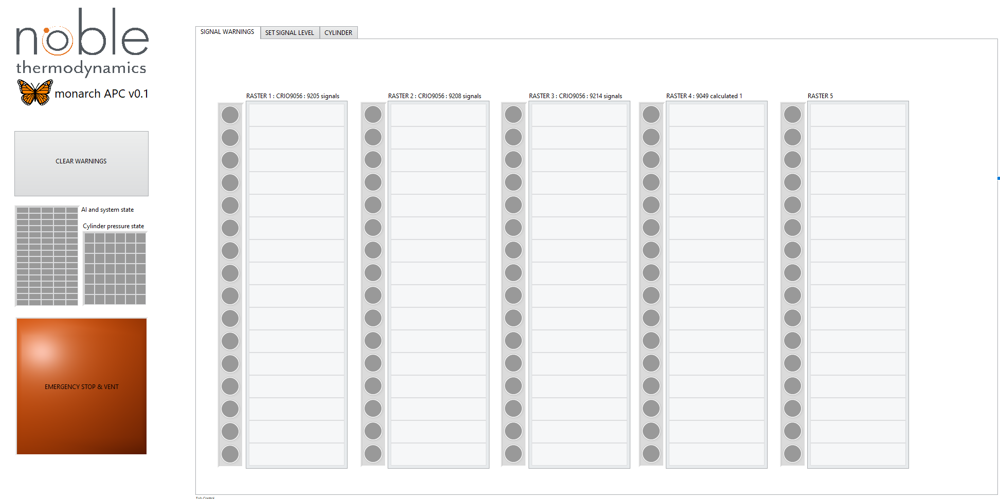 noble
thermodynamics
monarch APC v0.1
SIGNAL WARNINGS
SET SIGNAL LEVEL
CYLINDER
RASTER 1 : CRIO9056 : 9205 signals
RASTER 2 : CRIO9056 : 9208 signals
RASTER 3 : CRIO9056 : 9214 signals
RASTER 4 : 9049 calculated 1
RASTER 5
CLEAR WARNINGS
AI and system state
Cylinder pressure state
EMERGENCY STOP & VENT
Tab Control